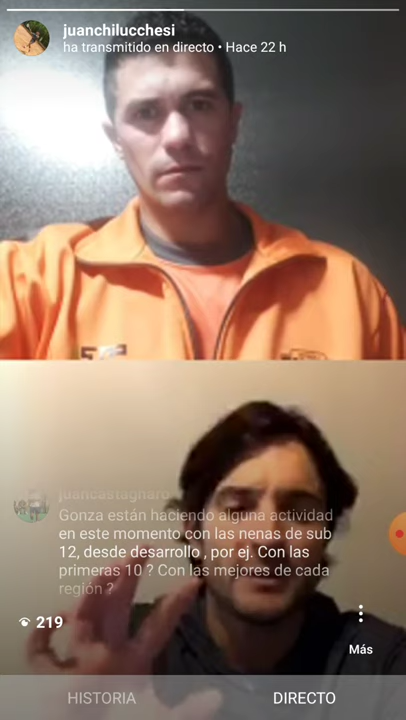 juanchilucchesi
ha transmitido en directo • Hace 22 h
juancastagnaro
Gonza están haciendo alguna actividad
en este momento con las nenas de sub
12, desde desarrollo , por ej. Con las
primeras 10 ? Con las mejores de cada
región ?
219
Más
HISTORIA
DIRECTO